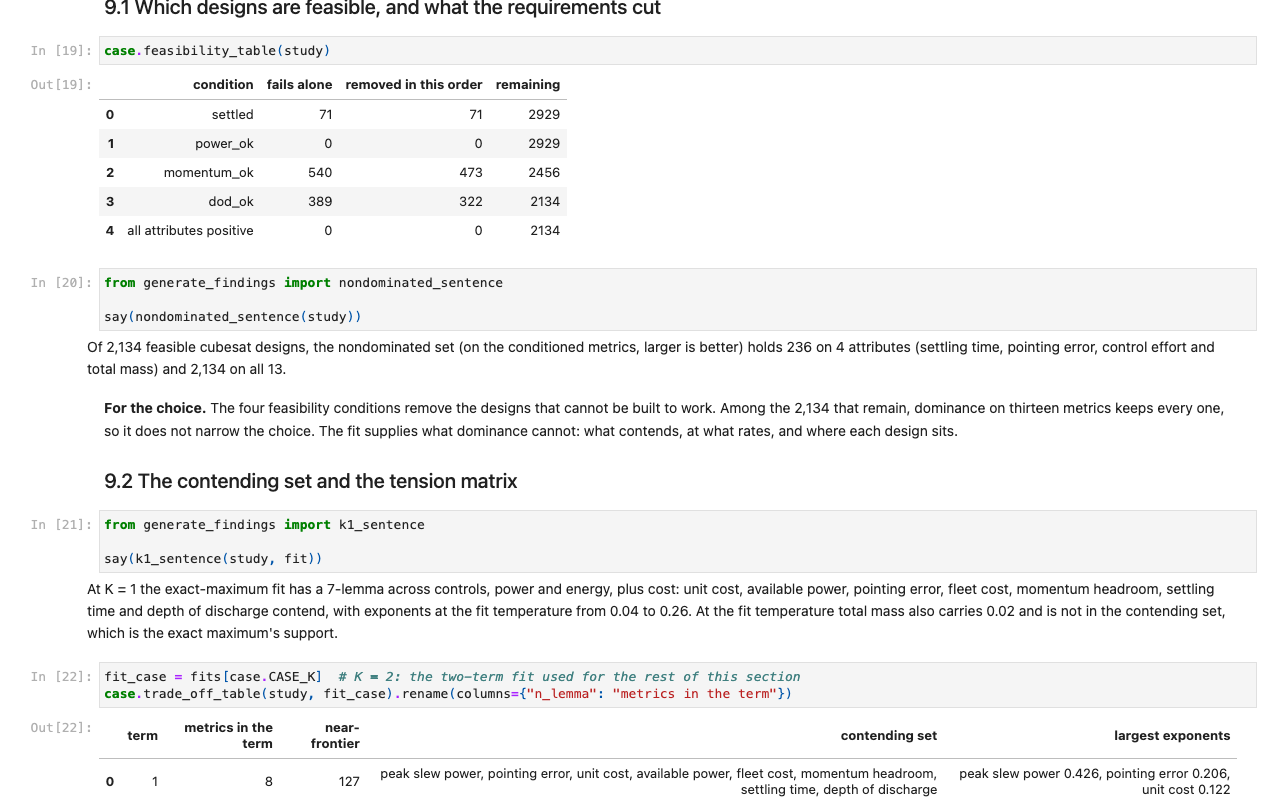 9.1 Which designs are feasible, and what the requirements cut
In [19]: case.feasibility_table(study)
Out[19]:
condition fails alone removed in this order remaining
0 settled 71 71 2929
1 power_ok 0 0 2929
2 momentum_ok 540 473 2456
3 dod_ok 389 322 2134
4 all attributes positive 0 0 2134
In [20]: from generate_findings import nondominated_sentence
say(nondominated_sentence(study))
Of 2,134 feasible cubesat designs, the nondominated set (on the conditioned metrics, larger is better) holds 236 on 4 attributes (settling time, pointing error, control effort and
total mass) and 2,134 on all 13.
For the choice. The four feasibility conditions remove the designs that cannot be built to work. Among the 2,134 that remain, dominance on thirteen metrics keeps every one,
so it does not narrow the choice. The fit supplies what dominance cannot: what contends, at what rates, and where each design sits.
9.2 The contending set and the tension matrix
In [21]: from generate_findings import k1_sentence
say(k1_sentence(study, fit))
At K = 1 the exact-maximum fit has a 7-lemma across controls, power and energy, plus cost: unit cost, available power, pointing error, fleet cost, momentum headroom, settling
time and depth of discharge contend, with exponents at the fit temperature from 0.04 to 0.26. At the fit temperature total mass also carries 0.02 and is not in the contending set,
which is the exact maximum's support.
In [22]: fit_case = fits[case.CASE_K]  # K = 2: the two-term fit used for the rest of this section
case.trade_off_table(study, fit_case).rename(columns={"n_lemma": "metrics in the term"})
Out[22]:
term metrics in the term near-frontier contending set largest exponents
0 1 8 127 peak slew power, pointing error, unit cost, available power, fleet cost, momentum headroom, peak slew power 0.426, pointing error 0.206,
settling time, depth of discharge unit cost 0.122